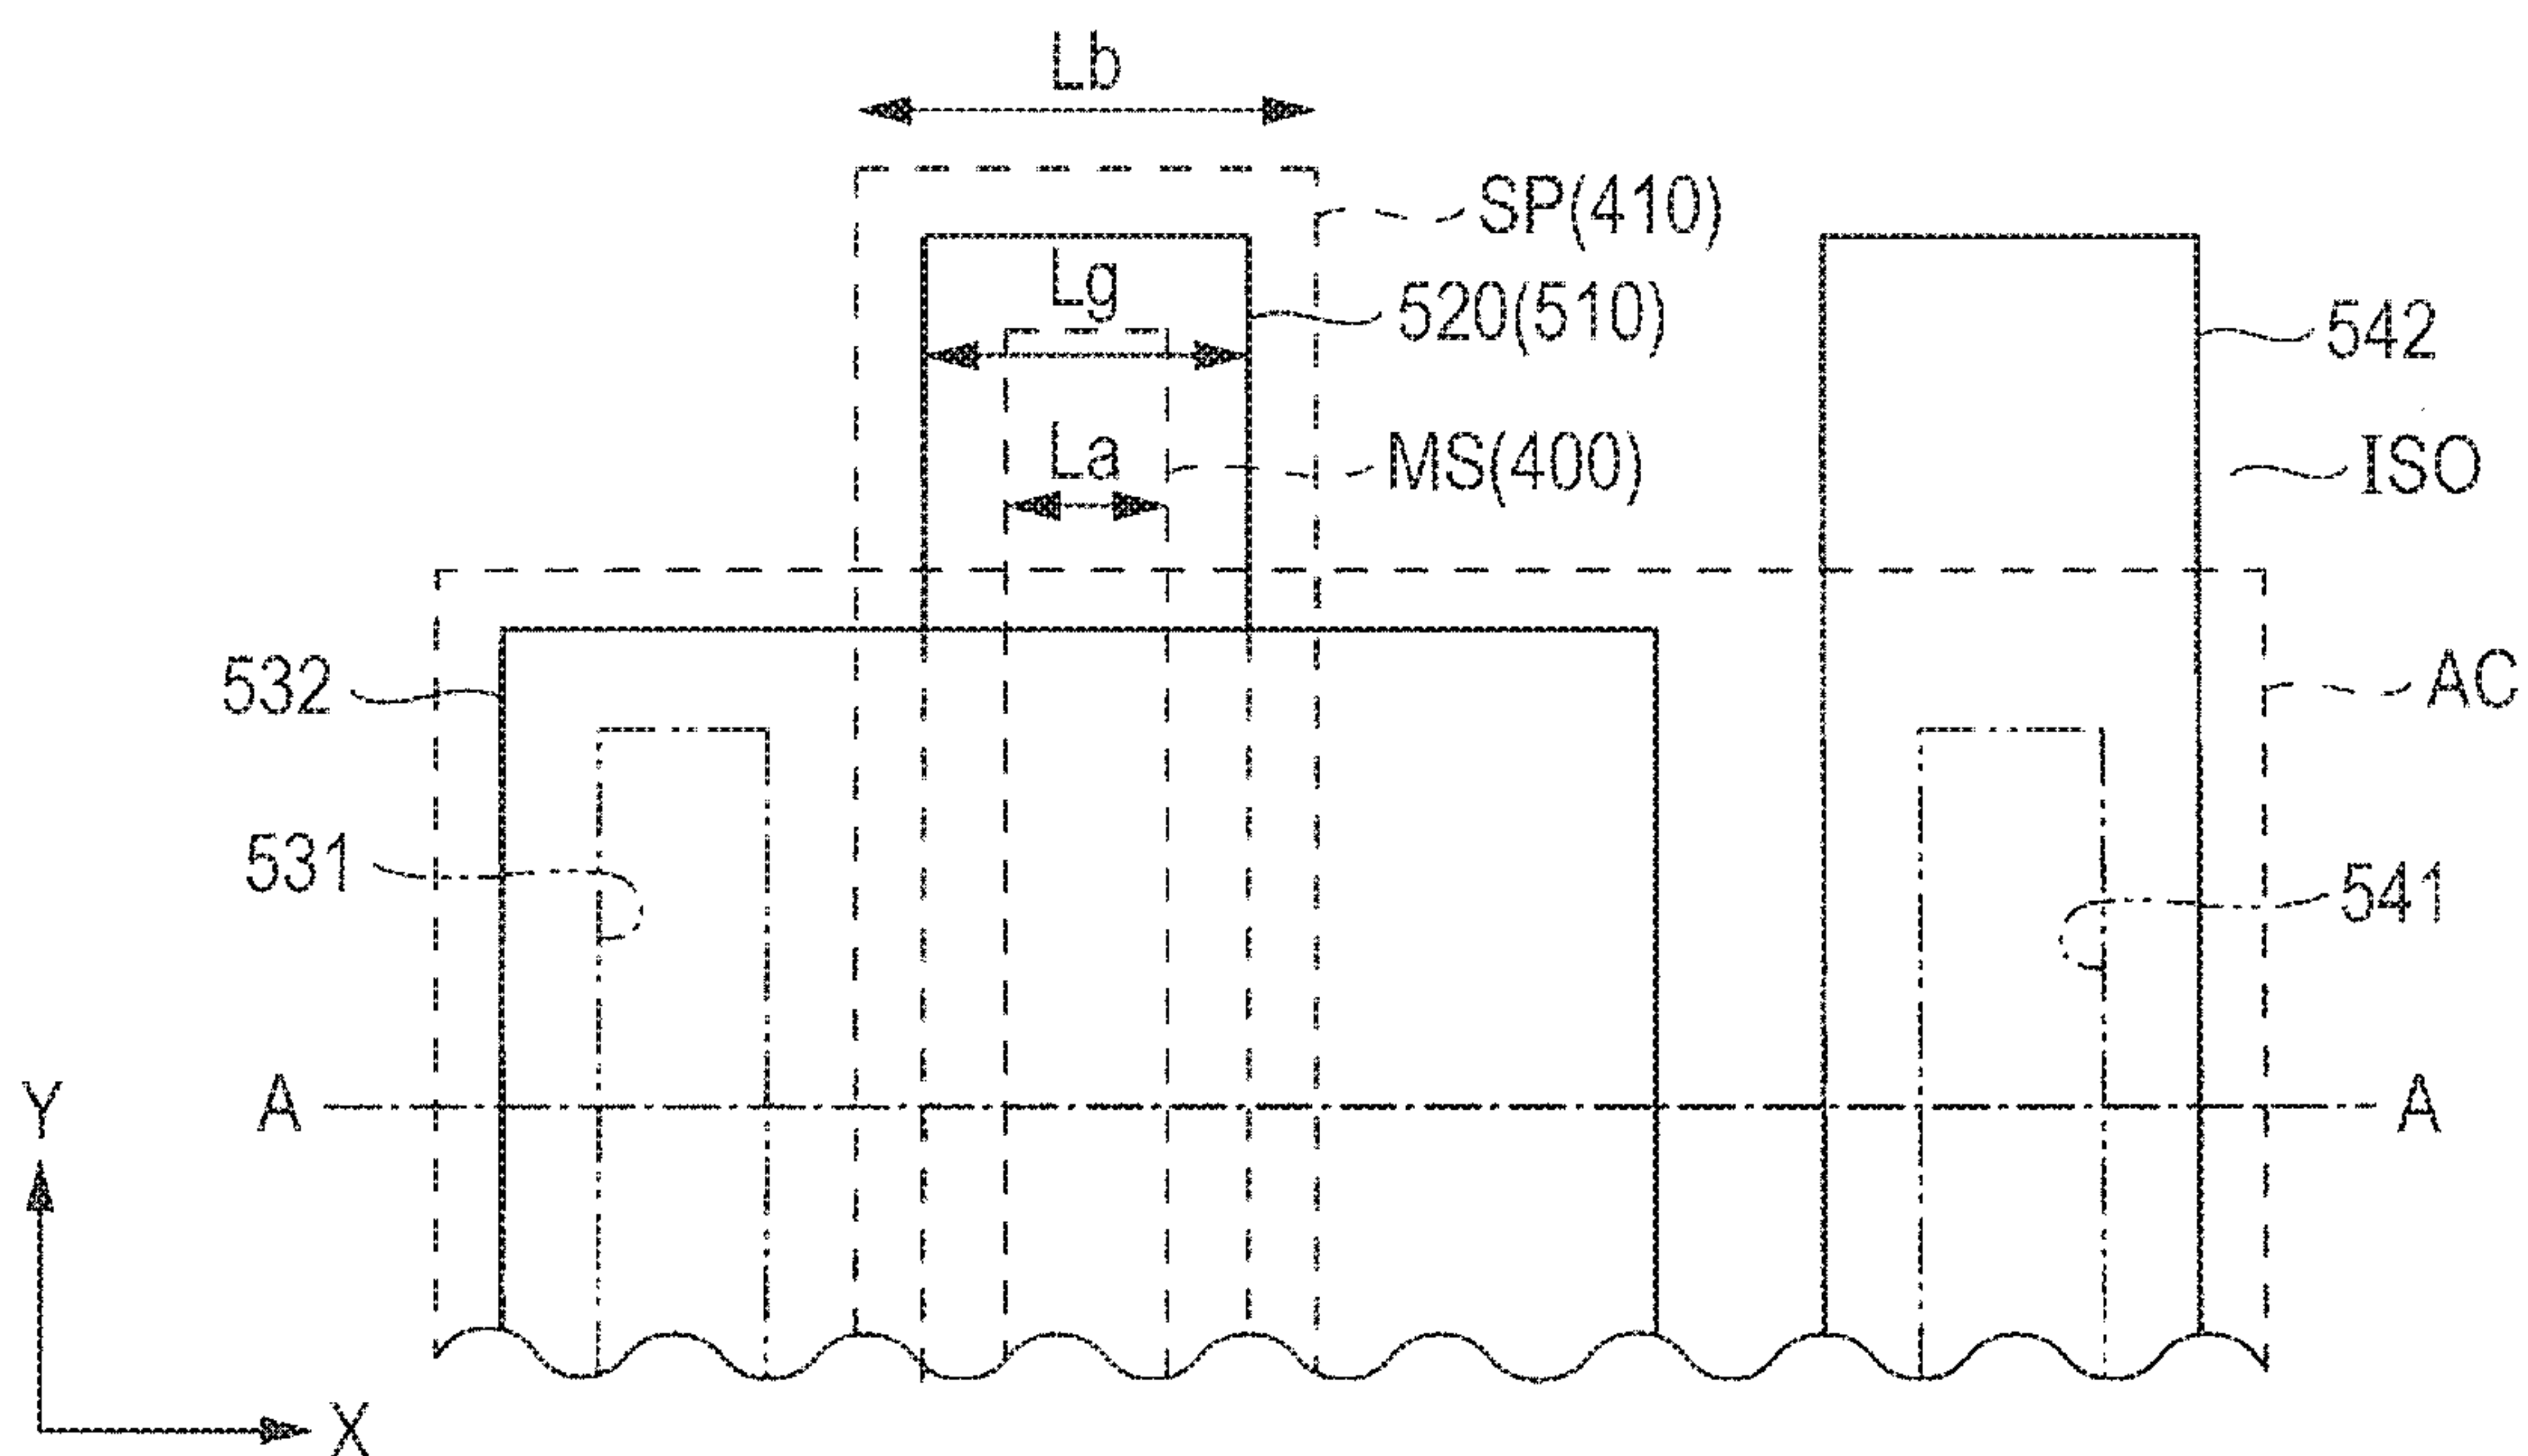 Lb
SP(410)
Lg
520(510)
542
La
MS(400)
ISO
532
AC
531
541
A
A
Y
X